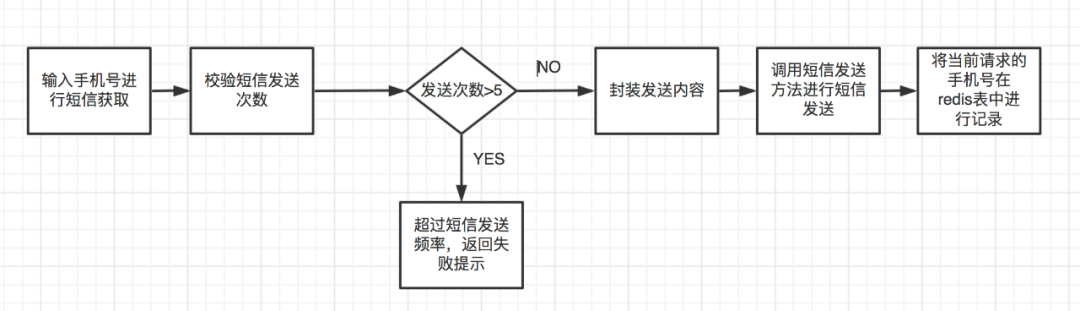 输入手机号进
行短信获取
校验短信发送
次数
发送次数>5
NO
封装发送内容
调用短信发送
方法进行短信
发送
将当前请求的
手机号在
redis表中进
行记录
YES
超过短信发送
频率，返回失
败提示